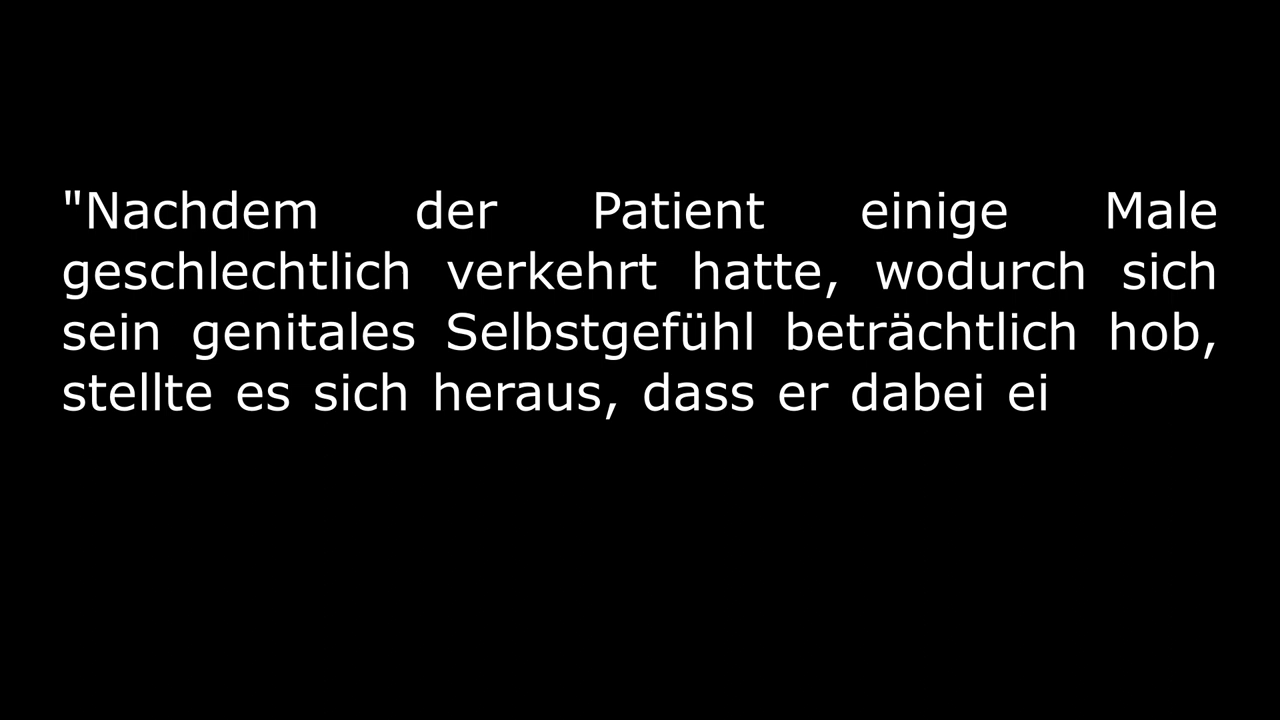 "Nachdem der Patient einige Male
geschlechtlich verkehrt hatte, wodurch sich
sein genitales Selbstgefühl beträchtlich hob,
stellte es sich heraus, dass er dabei ei